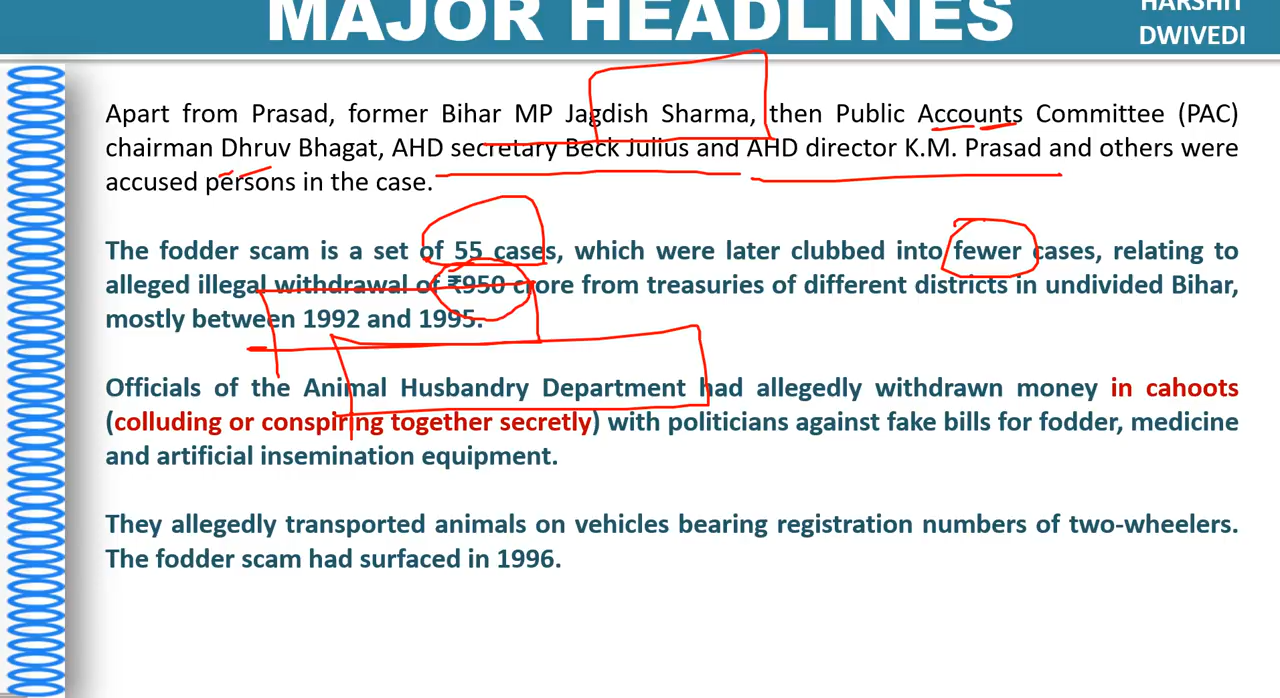 MAJOR HEADLINES
HARSHIT
DWIVEDI
Apart from Prasad, former Bihar MP Jagdish Sharma, then Public Accounts Committee (PAC)
chairman Dhruv Bhagat, AHD secretary Beck Julius and AHD director K.M. Prasad and others were
accused persons in the case.
The fodder scam is a set of 55 cases, which were later clubbed into fewer cases, relating to
alleged illegal withdrawal of ₹950 crore from treasuries of different districts in undivided Bihar,
mostly between 1992 and 1995.
Officials of the Animal Husbandry Department had allegedly withdrawn money in cahoots
(colluding or conspiring together secretly) with politicians against fake bills for fodder, medicine
and artificial insemination equipment.
They allegedly transported animals on vehicles bearing registration numbers of two-wheelers.
The fodder scam had surfaced in 1996.